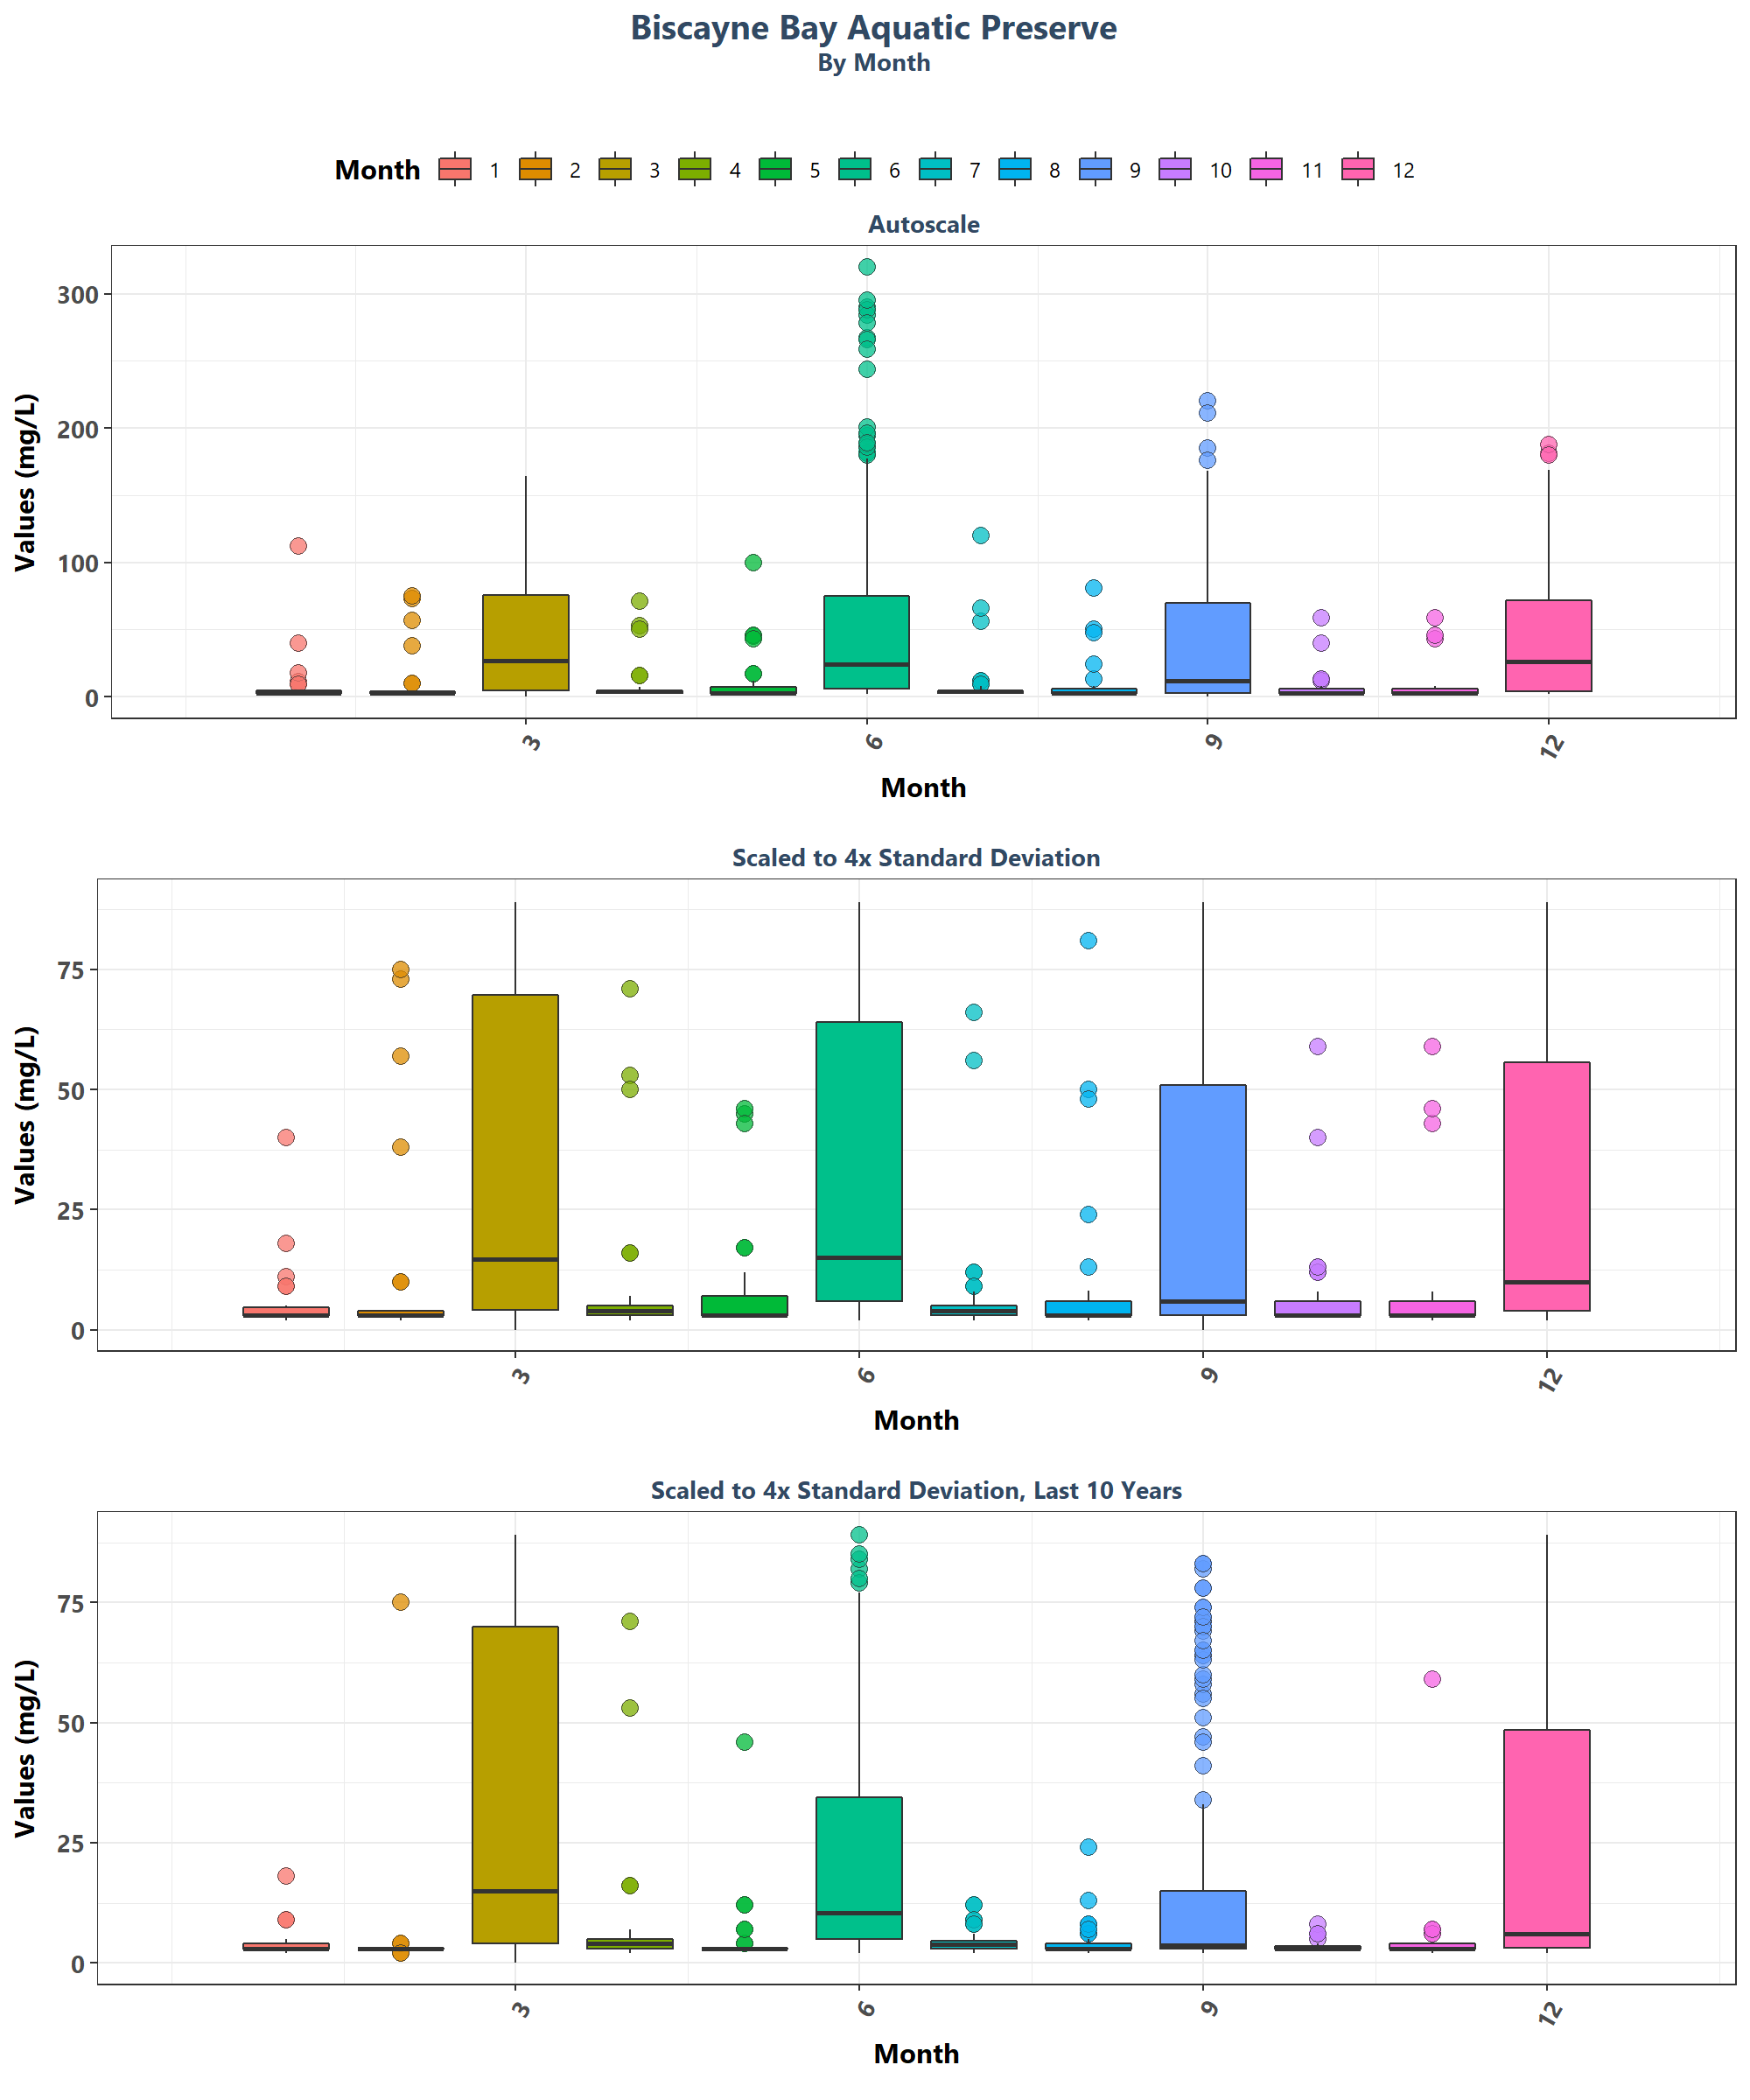 Biscayne Bay Aquatic Preserve
By Month
Month 1 2 3 4 5 6 7 8 9 10 11 12
Autoscale
Values (mg/L)
300
200
100
0
3 6 9 12
Month
Scaled to 4x Standard Deviation
Values (mg/L)
75
50
25
0
3 6 9 12
Month
Scaled to 4x Standard Deviation, Last 10 Years
Values (mg/L)
75
50
25
0
3 6 9 12
Month